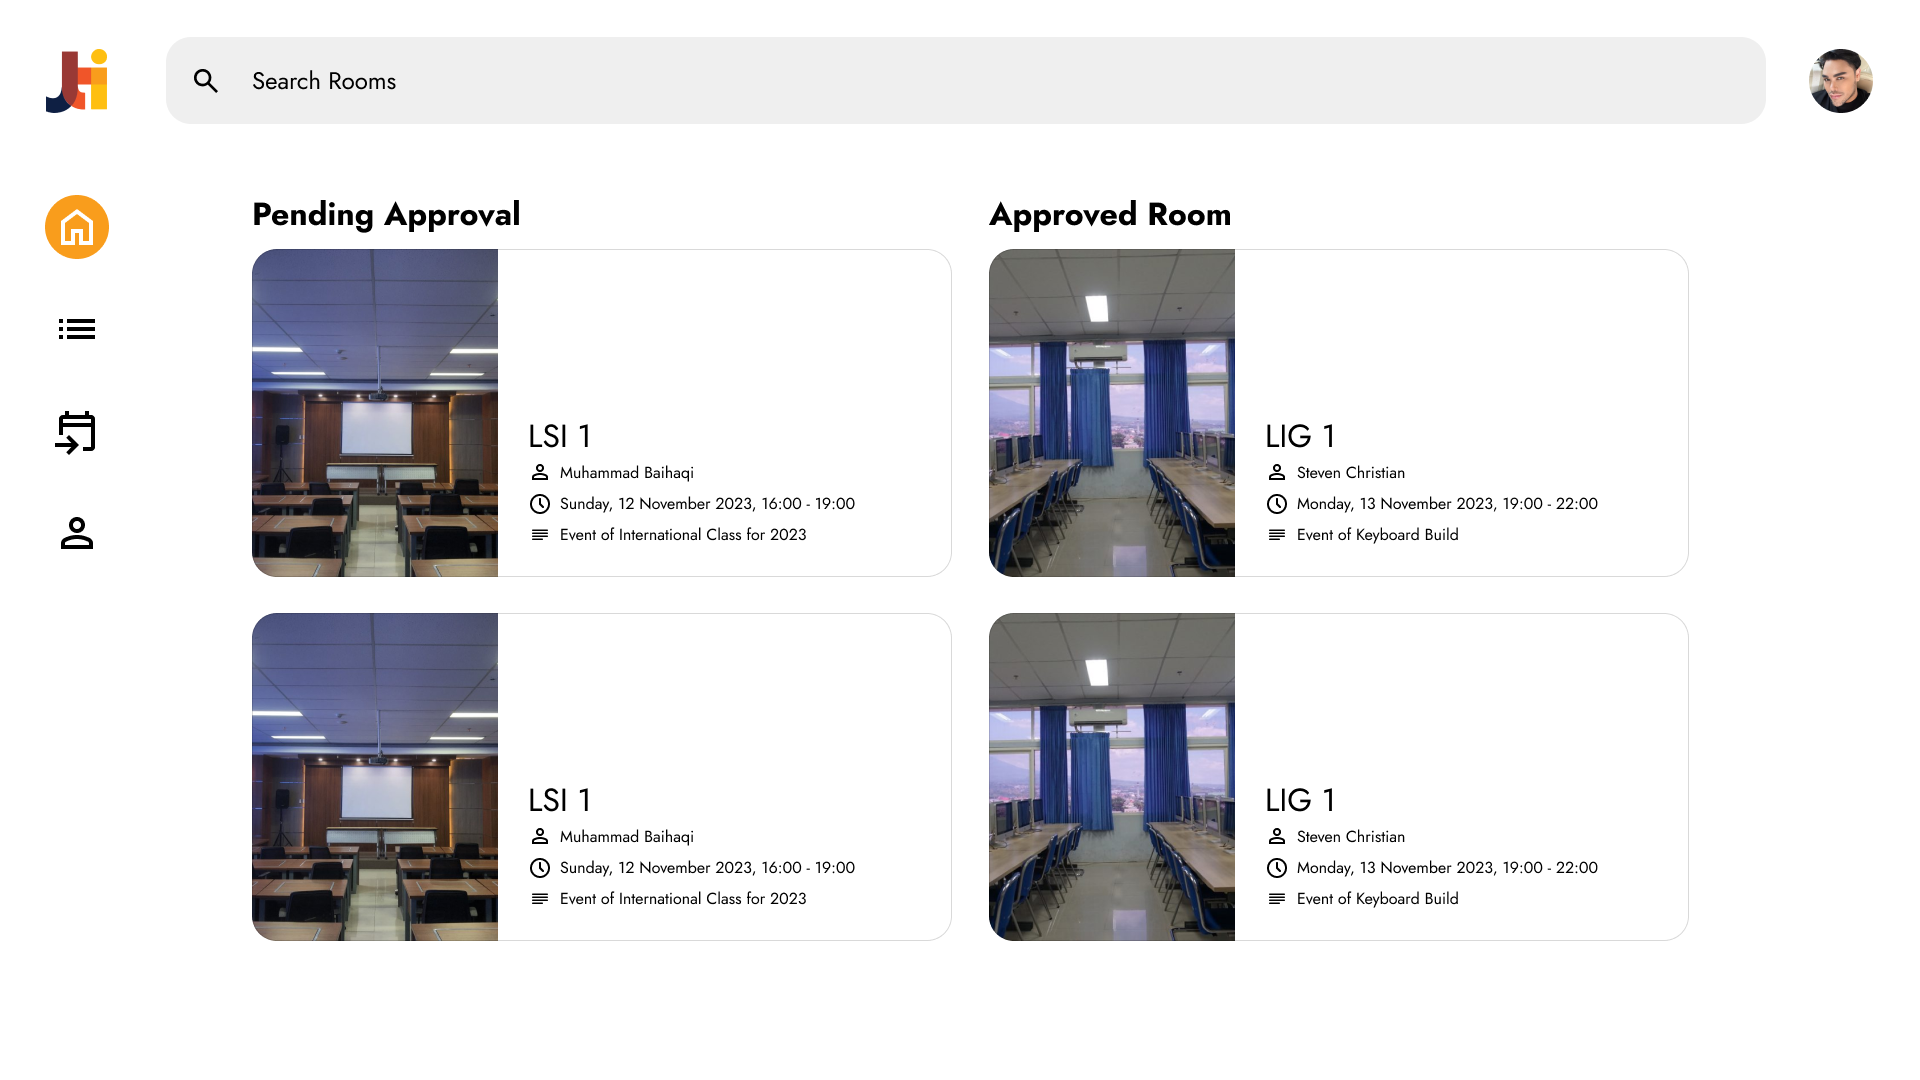 Jti
Search Rooms
Pending Approval
LSI 1
Muhammad Baihaqi
Sunday, 12 November 2023, 16:00 - 19:00
Event of International Class for 2023
LSI 1
Muhammad Baihaqi
Sunday, 12 November 2023, 16:00 - 19:00
Event of International Class for 2023
Approved Room
LIG 1
Steven Christian
Monday, 13 November 2023, 19:00 - 22:00
Event of Keyboard Build
LIG 1
Steven Christian
Monday, 13 November 2023, 19:00 - 22:00
Event of Keyboard Build